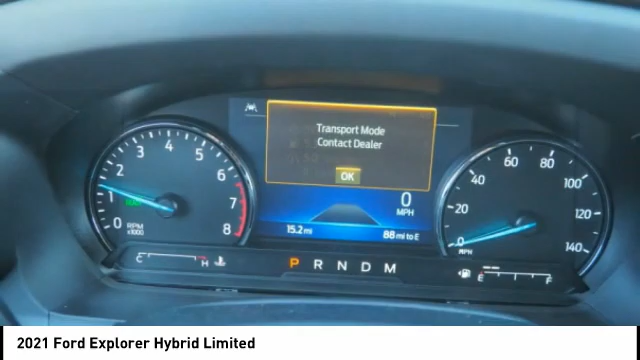 Transport Mode
Contact Dealer
OK
0
MPH
15.2 mi
88 mi to E
0 1 2 3 4 5 6 7 8
RPM
x1000
0 20 40 60 80 100 120 140
MPH
C H
P R N D M
E F
2021 Ford Explorer Hybrid Limited